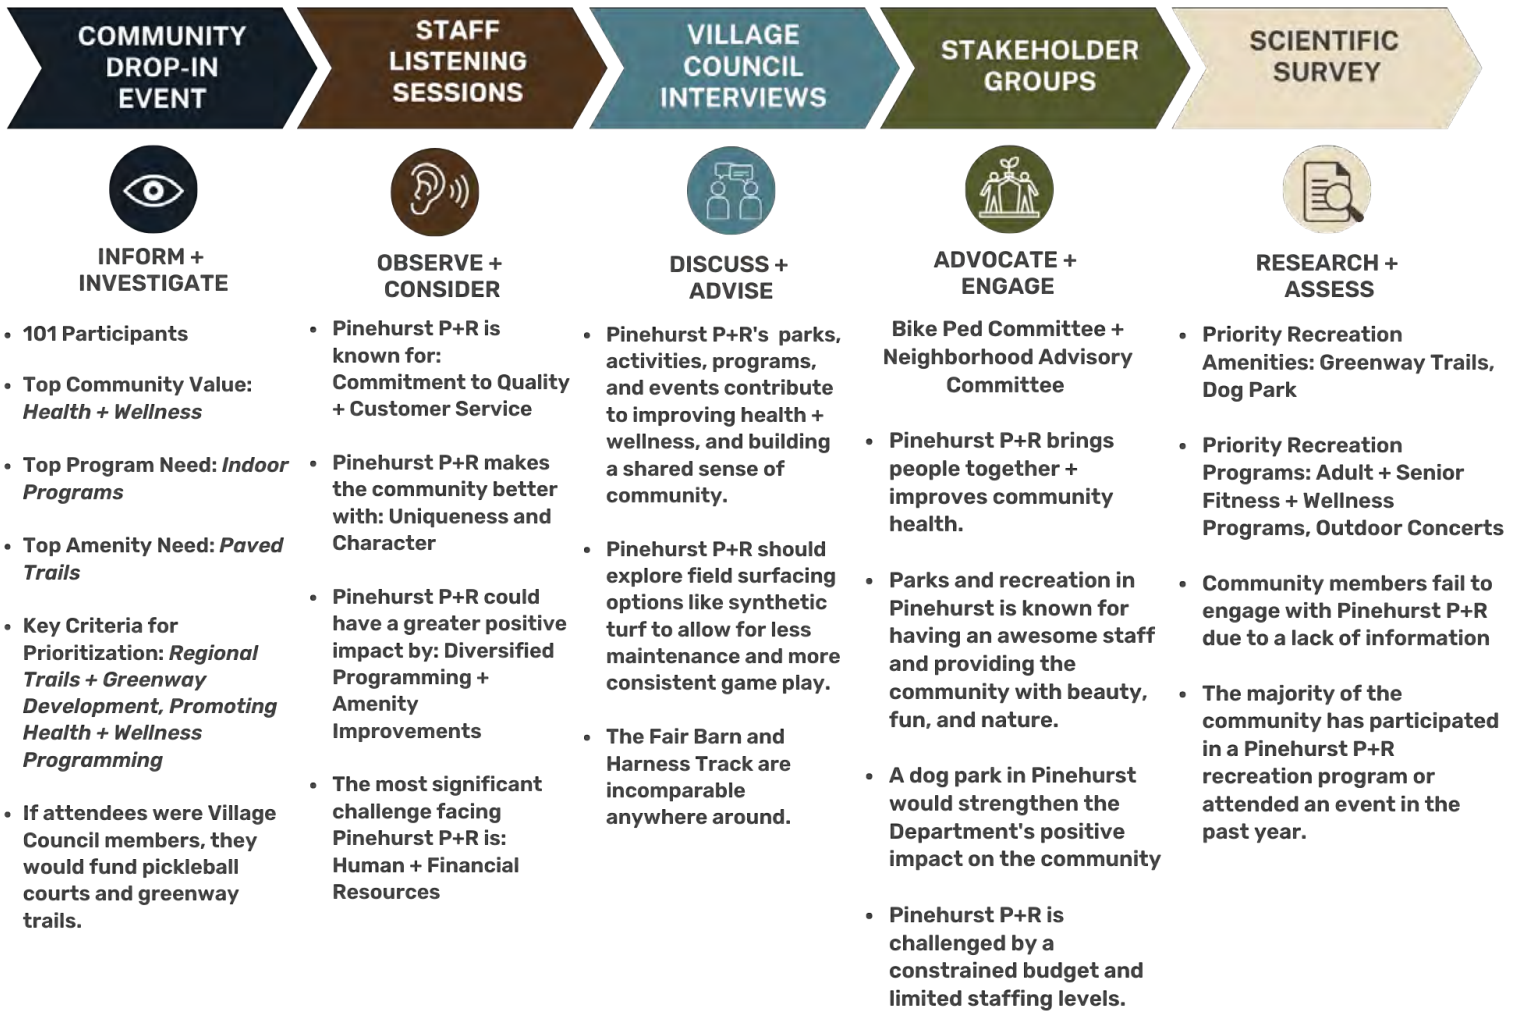 COMMUNITY
DROP-IN
EVENT
INFORM +
INVESTIGATE
• 101 Participants
• Top Community Value:
Health + Wellness
• Top Program Need: Indoor
Programs
• Top Amenity Need: Paved
Trails
• Key Criteria for
Prioritization: Regional
Trails + Greenway
Development, Promoting
Health + Wellness
Programming
• If attendees were Village
Council members, they
would fund pickleball
courts and greenway
trails.
STAFF
LISTENING
SESSIONS
OBSERVE +
CONSIDER
• Pinehurst P+R is
known for:
Commitment to Quality
+ Customer Service
• Pinehurst P+R makes
the community better
with: Uniqueness and
Character
• Pinehurst P+R could
have a greater positive
impact by: Diversified
Programming +
Amenity
Improvements
• The most significant
challenge facing
Pinehurst P+R is:
Human + Financial
Resources
VILLAGE
COUNCIL
INTERVIEWS
DISCUSS +
ADVISE
• Pinehurst P+R's parks,
activities, programs,
and events contribute
to improving health +
wellness, and building
a shared sense of
community.
• Pinehurst P+R should
explore field surfacing
options like synthetic
turf to allow for less
maintenance and more
consistent game play.
• The Fair Barn and
Harness Track are
incomparable
anywhere around.
STAKEHOLDER
GROUPS
ADVOCATE +
ENGAGE
Bike Ped Committee +
Neighborhood Advisory
Committee
• Pinehurst P+R brings
people together +
improves community
health.
• Parks and recreation in
Pinehurst is known for
having an awesome staff
and providing the
community with beauty,
fun, and nature.
• A dog park in Pinehurst
would strengthen the
Department's positive
impact on the community
• Pinehurst P+R is
challenged by a
constrained budget and
limited staffing levels.
SCIENTIFIC
SURVEY
RESEARCH +
ASSESS
• Priority Recreation
Amenities: Greenway Trails,
Dog Park
• Priority Recreation
Programs: Adult + Senior
Fitness + Wellness
Programs, Outdoor Concerts
• Community members fail to
engage with Pinehurst P+R
due to a lack of information
• The majority of the
community has participated
in a Pinehurst P+R
recreation program or
attended an event in the
past year.